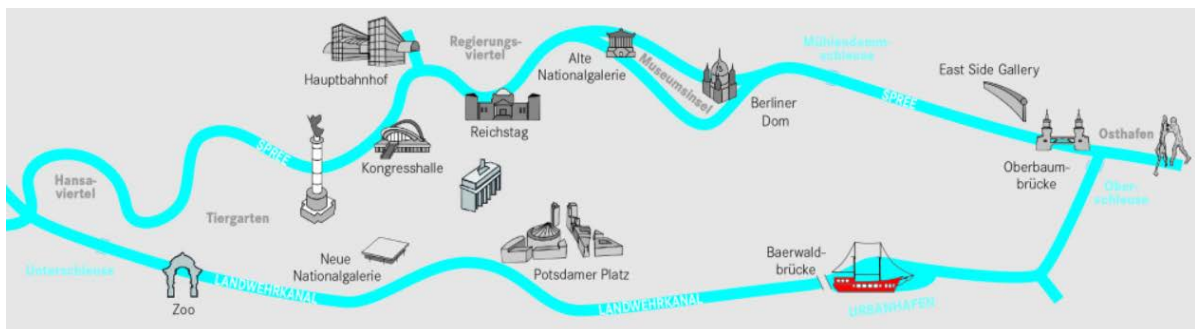 Regierungs-
viertel
Hauptbahnhof
Alte
Nationalgalerie
Museumsinsel
Mühlendamm-
schleuse
East Side Gallery
Berliner
Dom
SPREE
Reichstag
Osthafen
SPREE
Kongresshalle
Oberbaum-
brücke
Hansa-
viertel
Ober-
schleuse
Tiergarten
Neue
Nationalgalerie
Potsdamer Platz
Baerwald-
brücke
Unterschleuse
LANDWEHRKANAL
Zoo
LANDWEHRKANAL
URBANHAFEN